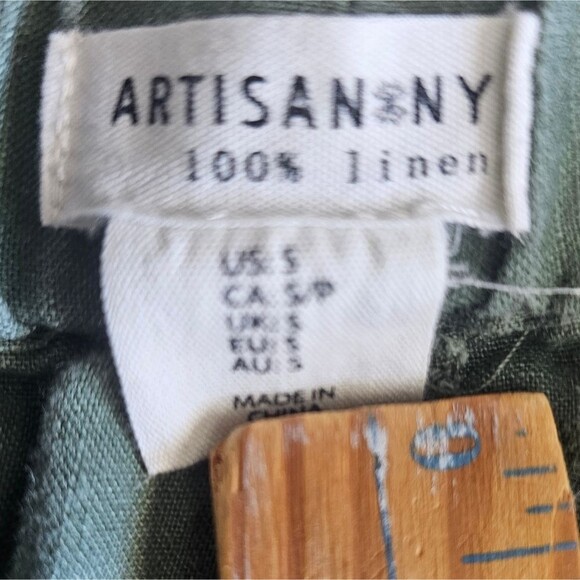 ARTISAN NY
100% linen
US: S
CA: S/P
UK: S
EU: S
AU: S
MADE IN
CHINA